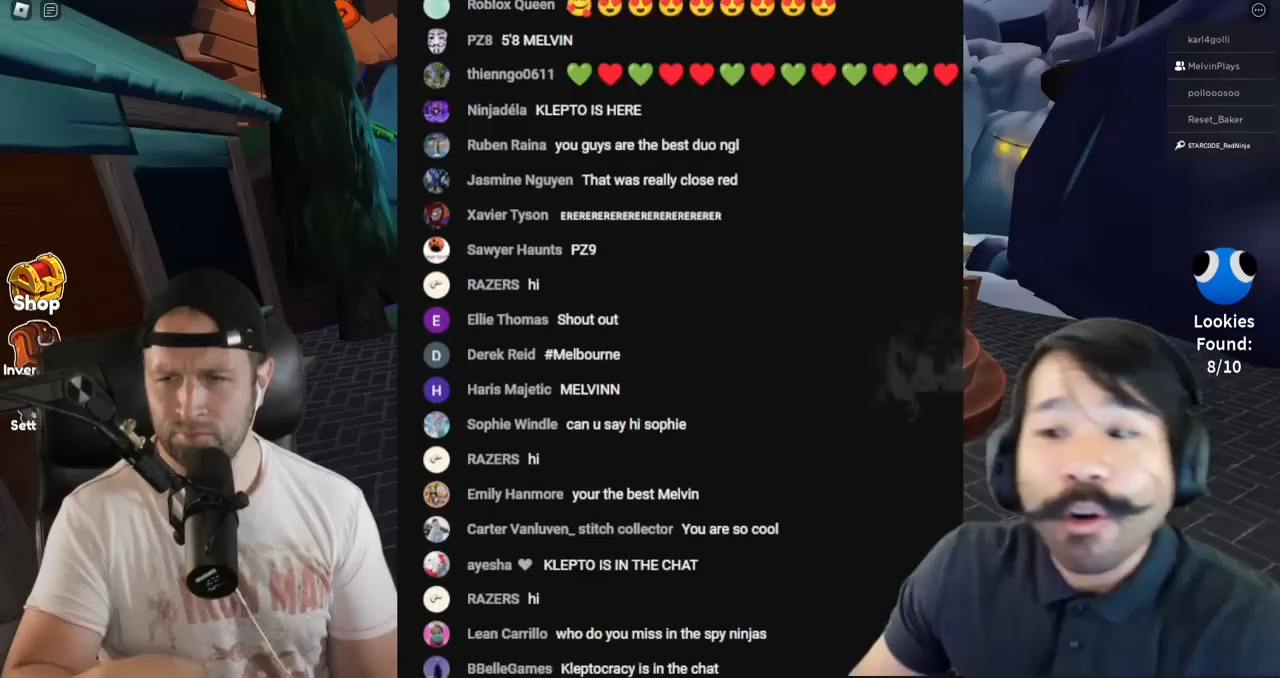 Roblox Queen 🥰😍😍😍😍😍😍😍😍
PZ8 5'8 MELVIN
thienngo0611 💚❤️💚❤️❤️💚❤️💚❤️💚❤️💚❤️
Ninjadéla KLEPTO IS HERE
Ruben Raina you guys are the best duo ngl
Jasmine Nguyen That was really close red
Xavier Tyson ᴇʀᴇʀᴇʀᴇʀᴇʀᴇʀᴇʀᴇʀᴇʀᴇʀᴇʀᴇʀᴇʀ
Sawyer Haunts PZ9
RAZERS hi
E Ellie Thomas Shout out
D Derek Reid #Melbourne
H Haris Majetic MELVINN
Sophie Windle can u say hi sophie
RAZERS hi
Emily Hanmore your the best Melvin
Carter Vanluven_ stitch collector You are so cool
ayesha 🤍 KLEPTO IS IN THE CHAT
RAZERS hi
Lean Carrillo who do you miss in the spy ninjas
BBelleGames Kleptocracy is in the chat
Shop
Inver
Sett
IRON MAN
karl4golli
MelvinPlays
pollooosoo
Reset_Baker
STARCODE_RedNinja
Lookies
Found:
8/10